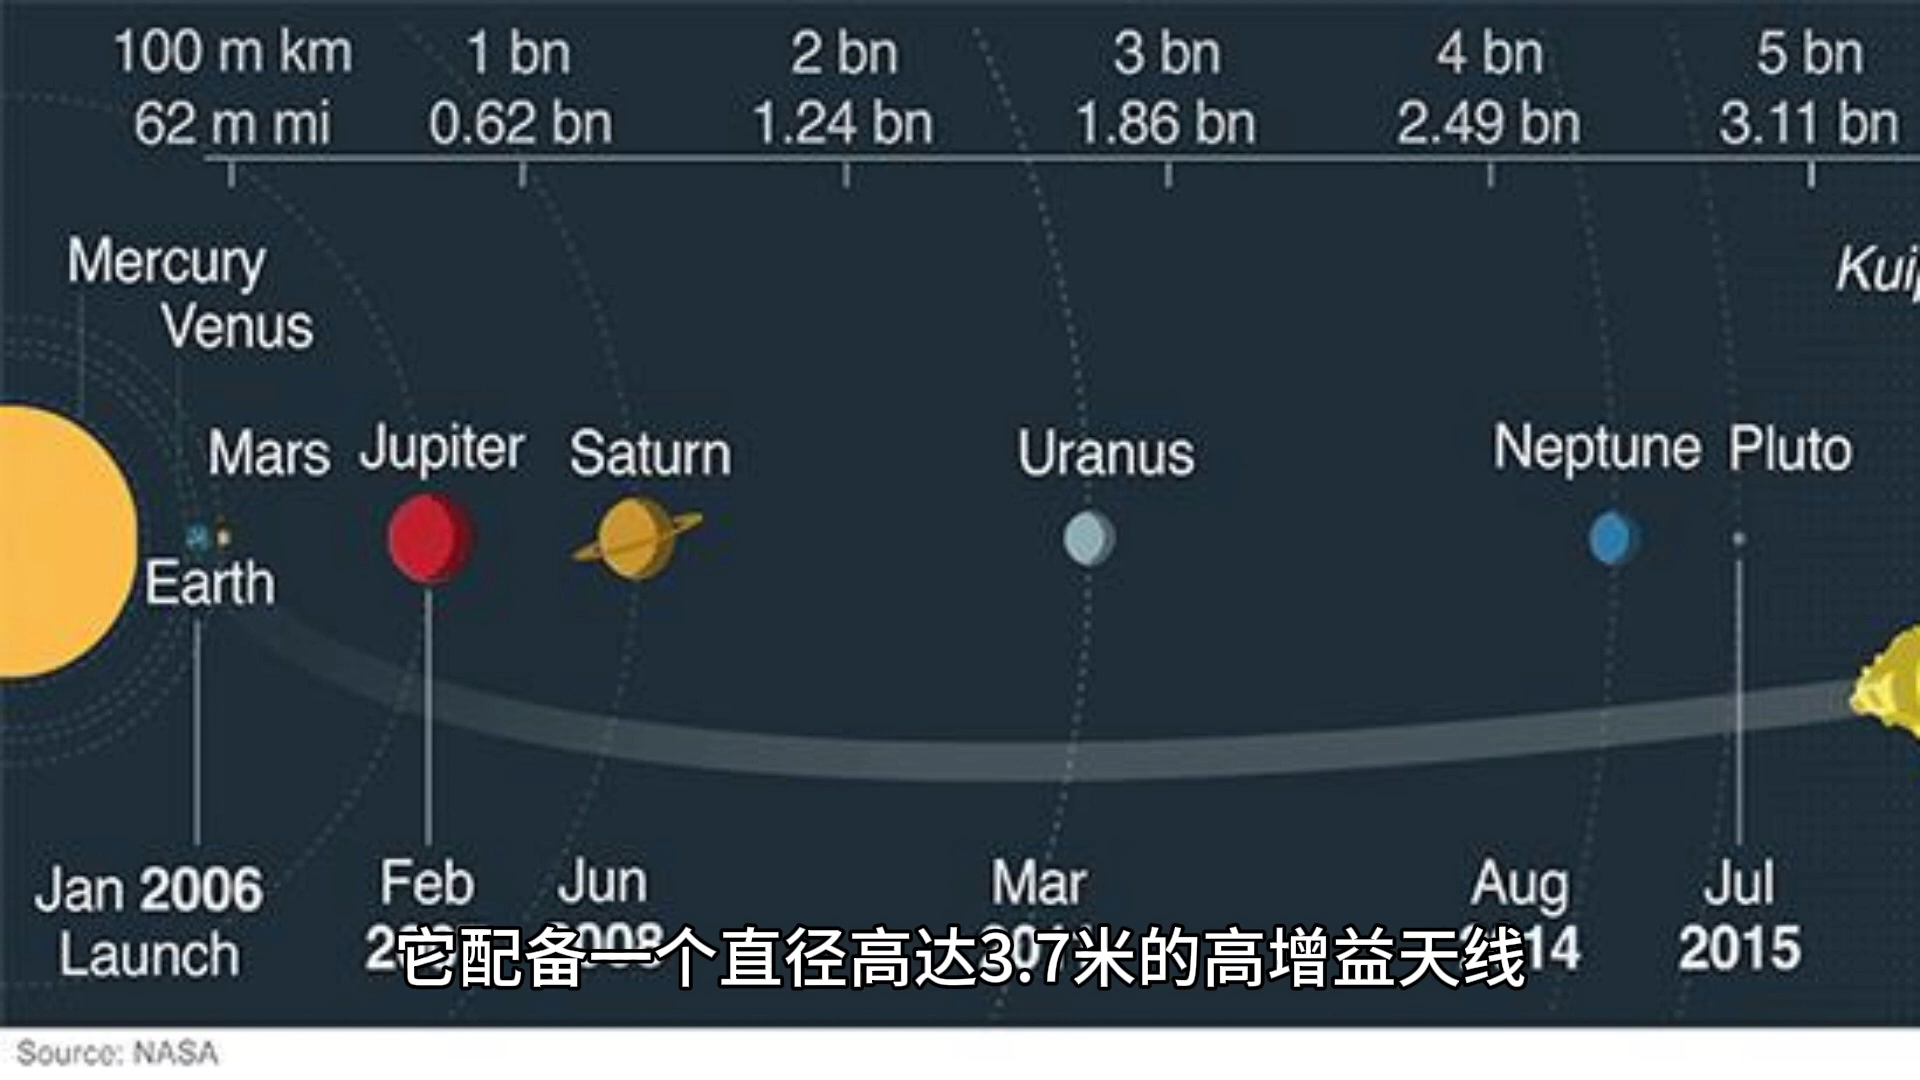 100 m km 1 bn 2 bn 3 bn 4 bn 5 bn
62 m mi 0.62 bn 1.24 bn 1.86 bn 2.49 bn 3.11 bn
Mercury
Venus
Mars Jupiter Saturn Uranus Neptune Pluto
Earth
Jan 2006 Feb Jun Mar Aug Jul
Launch 2015
它配备一个直径高达3.7米的高增益天线
Source: NASA